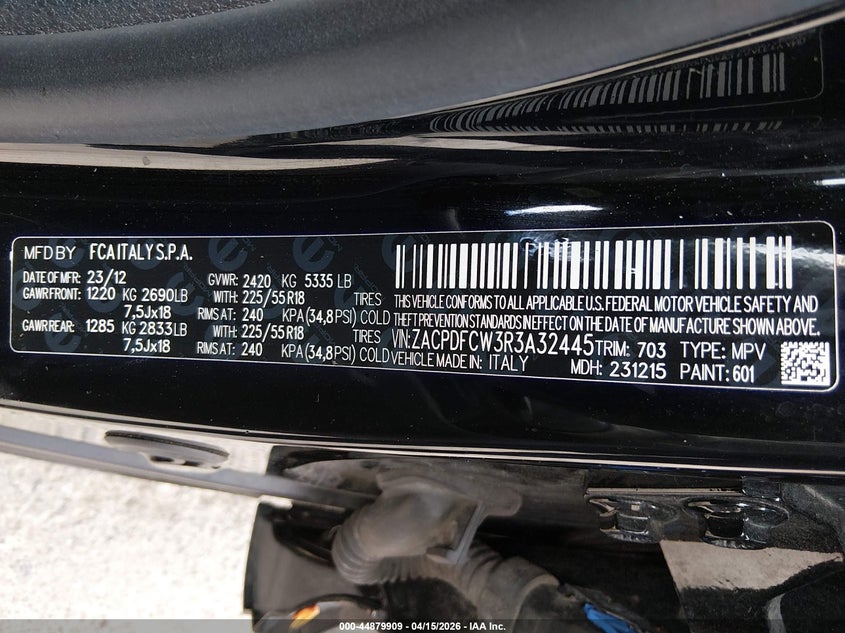 MFD BY FCA ITALY S.P.A.
DATE OF MFR: 23/12 GVWR: 2420 KG 5335 LB
GAWR FRONT: 1220 KG 2690LB WITH: 225/55R18 TIRES
7,5Jx18 RIMS AT: 240 KPA (34,8PSI) COLD
GAWR REAR: 1285 KG 2833LB WITH: 225/55R18 TIRES
7,5Jx18 RIMS AT: 240 KPA (34,8PSI) COLD
THIS VEHICLE CONFORMS TO ALL APPLICABLE U.S. FEDERAL MOTOR VEHICLE SAFETY AND
THEFT PREVENTION STANDARDS IN EFFECT ON THE DATE OF MANUFACTURE SHOWN ABOVE.
VIN:ZACPDFCW3R3A32445 TRIM: 703 TYPE: MPV
VEHICLE MADE IN: ITALY MDH: 231215 PAINT: 601
000-44879909 - 04/15/2026 - IAA Inc.